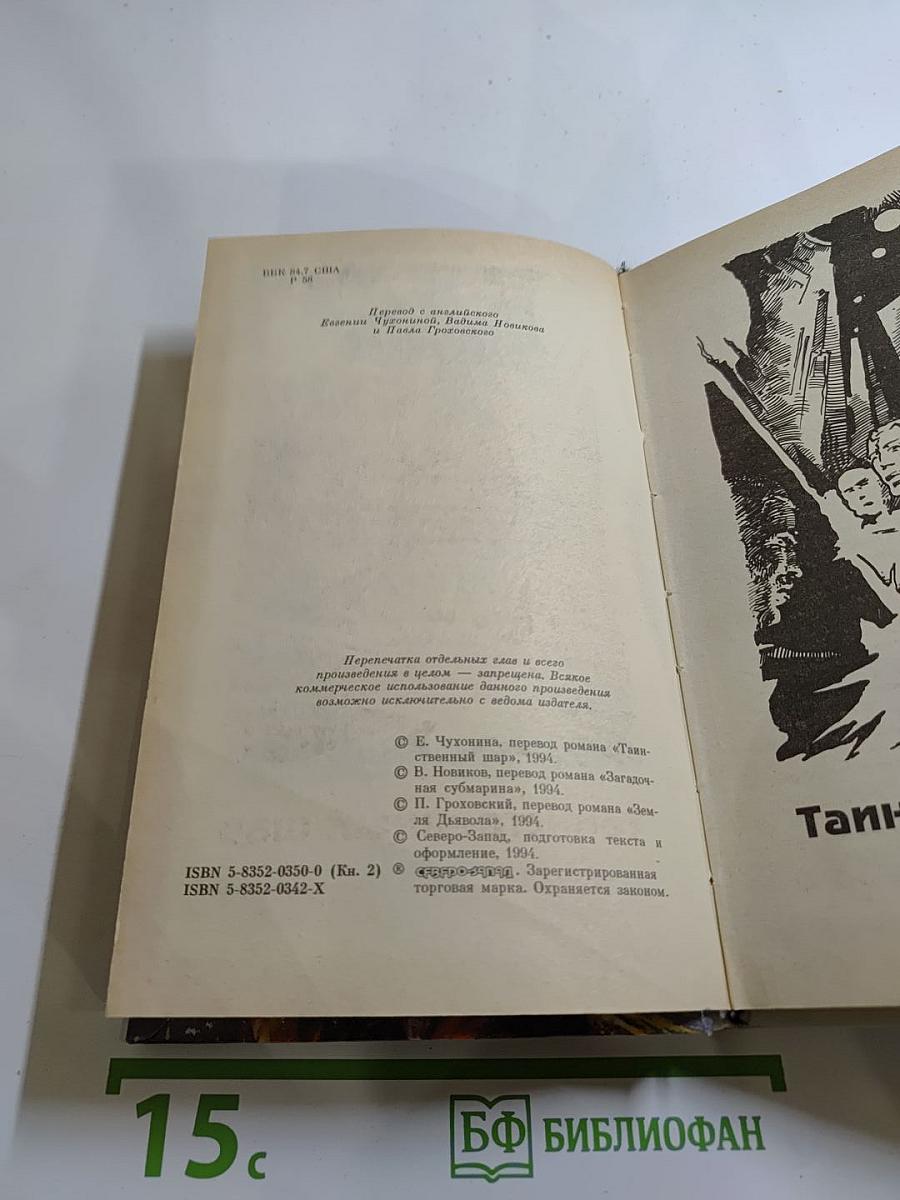 ББК 84.7 США
Р 58
Перевод с английского
Евгении Чухониной, Вадима Новикова
и Павла Гроховского
Перепечатка отдельных глав и всего
произведения в целом — запрещена. Всякое
коммерческое использование данного произведения
возможно исключительно с ведома издателя.
© Е. Чухонина, перевод романа «Таин-
ственный шар», 1994.
© В. Новиков, перевод романа «Загадоч-
ная субмарина», 1994.
© П. Гроховский, перевод романа «Зем-
ля Дьявола», 1994.
© Северо-Запад, подготовка текста и
оформление, 1994.
ISBN 5-8352-0350-0 (Кн. 2) ® СЕВЕРО-ЗАПАД. Зарегистрированная
ISBN 5-8352-0342-X торговая марка. Охраняется законом.
15 с
БФ БИБЛИОФАН